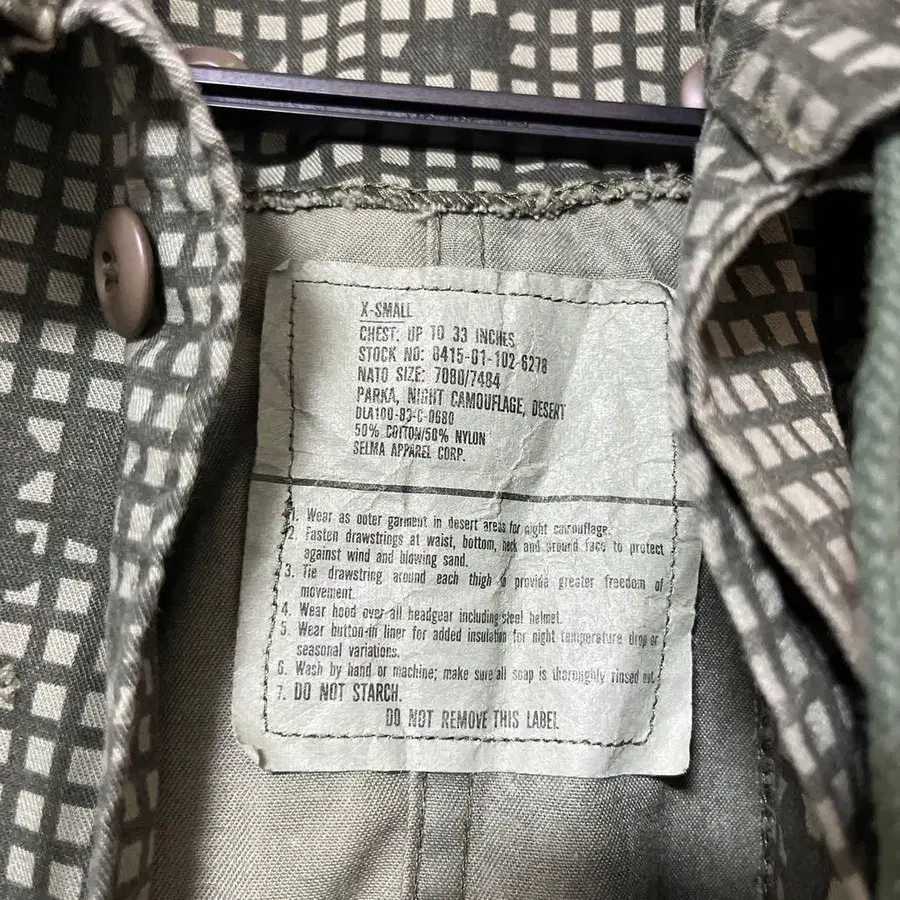 X-SMALL
CHEST: UP TO 33 INCHES
STOCK NO: 8415-01-102-6278
NATO SIZE: 7080/7484
PARKA, NIGHT CAMOUFLAGE, DESERT
DLA100-83-C-0680
50% COTTON/50% NYLON
SELMA APPAREL CORP.
1. Wear as outer garment in desert areas for night camouflage.
2. Fasten drawstrings at waist, bottom, neck and around face to protect
against wind and blowing sand.
3. Tie drawstring around each thigh to provide greater freedom of
movement.
4. Wear hood over all headgear including steel helmet.
5. Wear button-in liner for added insulation for night temperature drop or
seasonal variations.
6. Wash by hand or machine; make sure all soap is thoroughly rinsed out.
7. DO NOT STARCH.
DO NOT REMOVE THIS LABEL